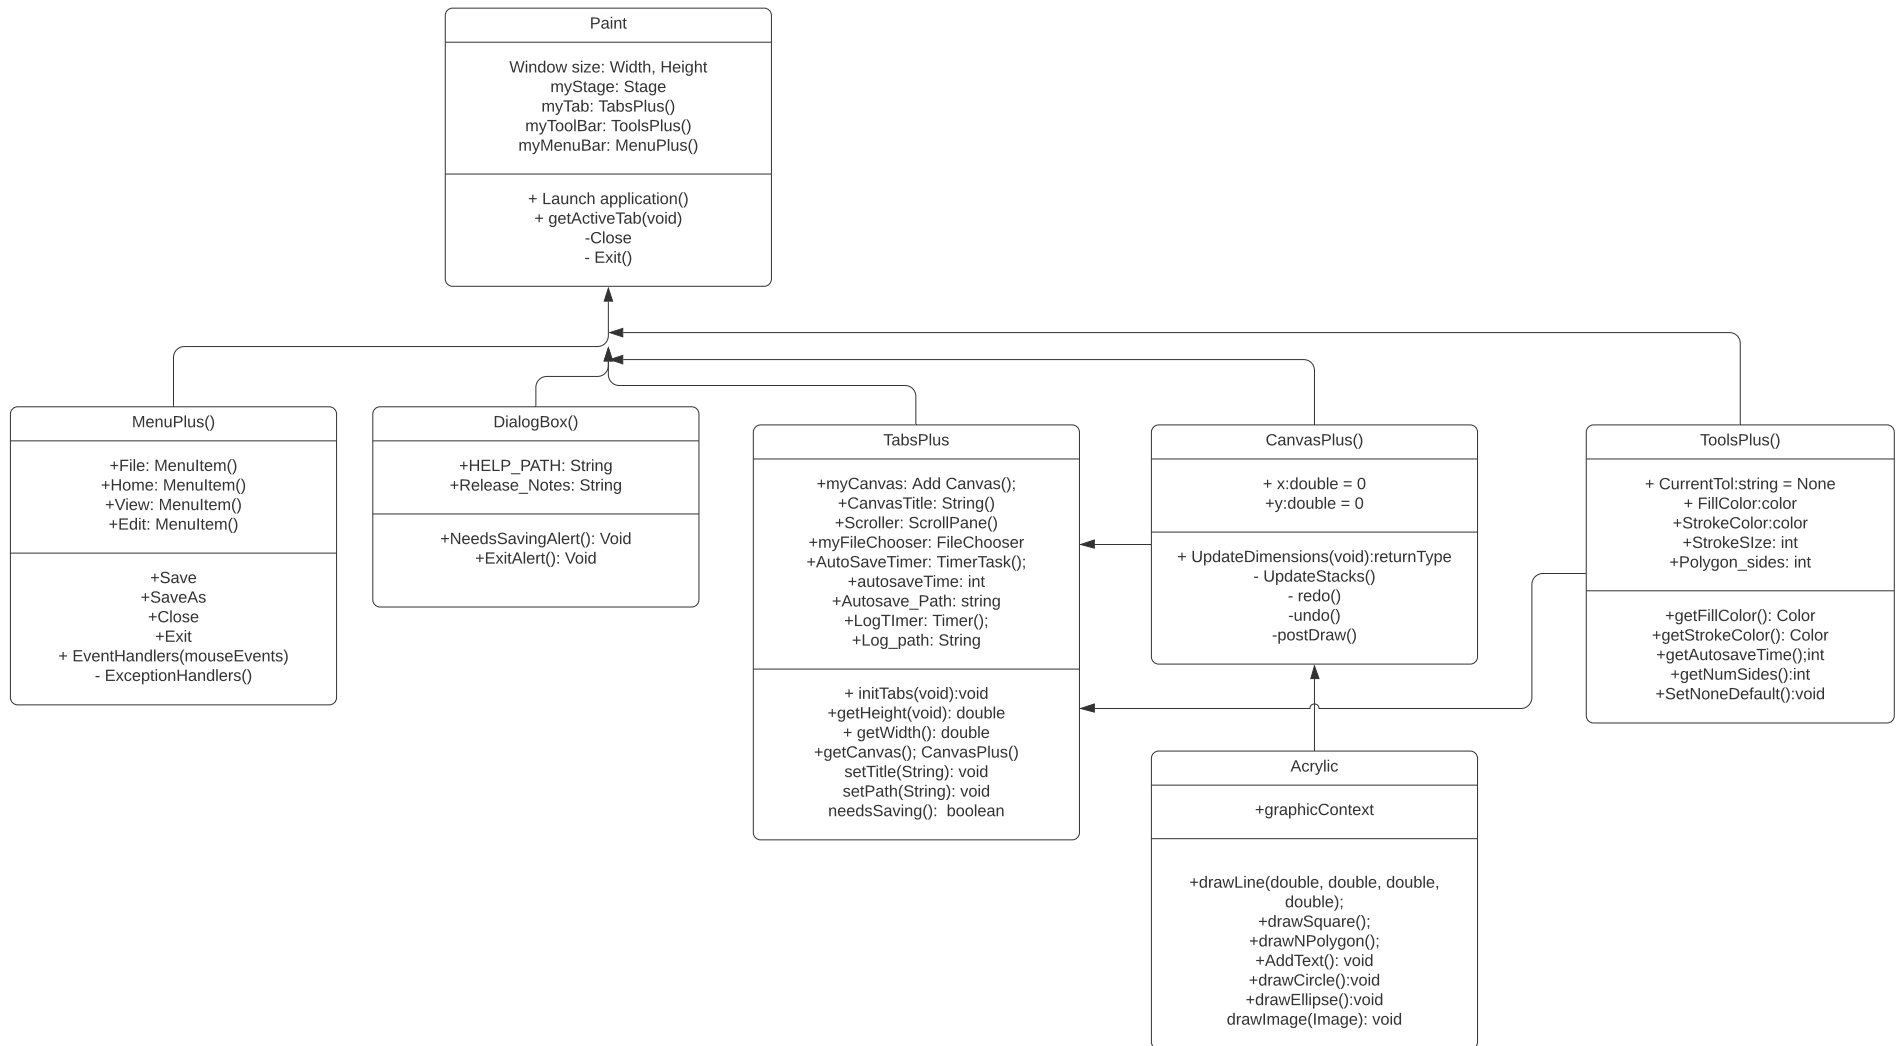 Paint
Window size: Width, Height
myStage: Stage
myTab: TabsPlus()
myToolBar: ToolsPlus()
myMenuBar: MenuPlus()
+ Launch application()
+ getActiveTab(void)
-Close
- Exit()
MenuPlus()
+File: MenuItem()
+Home: MenuItem()
+View: MenuItem()
+Edit: MenuItem()
+Save
+SaveAs
+Close
+Exit
+ EventHandlers(mouseEvents)
- ExceptionHandlers()
DialogBox()
+HELP_PATH: String
+Release_Notes: String
+NeedsSavingAlert(): Void
+ExitAlert(): Void
TabsPlus
+myCanvas: Add Canvas();
+CanvasTitle: String()
+Scroller: ScrollPane()
+myFileChooser: FileChooser
+AutoSaveTimer: TimerTask();
+autosaveTime: int
+Autosave_Path: string
+LogTImer: Timer();
+Log_path: String
+ initTabs(void):void
+getHeight(void): double
+ getWidth(): double
+getCanvas(); CanvasPlus()
setTitle(String): void
setPath(String): void
needsSaving():  boolean
CanvasPlus()
+ x:double = 0
+y:double = 0
+ UpdateDimensions(void):returnType
- UpdateStacks()
- redo()
-undo()
-postDraw()
ToolsPlus()
+ CurrentTol:string = None
+ FillColor:color
+StrokeColor:color
+StrokeSIze: int
+Polygon_sides: int
+getFillColor(): Color
+getStrokeColor(): Color
+getAutosaveTime();int
+getNumSides():int
+SetNoneDefault():void
Acrylic
+graphicContext
+drawLine(double, double, double,
double);
+drawSquare();
+drawNPolygon();
+AddText(): void
+drawCircle():void
+drawEllipse():void
drawImage(Image): void